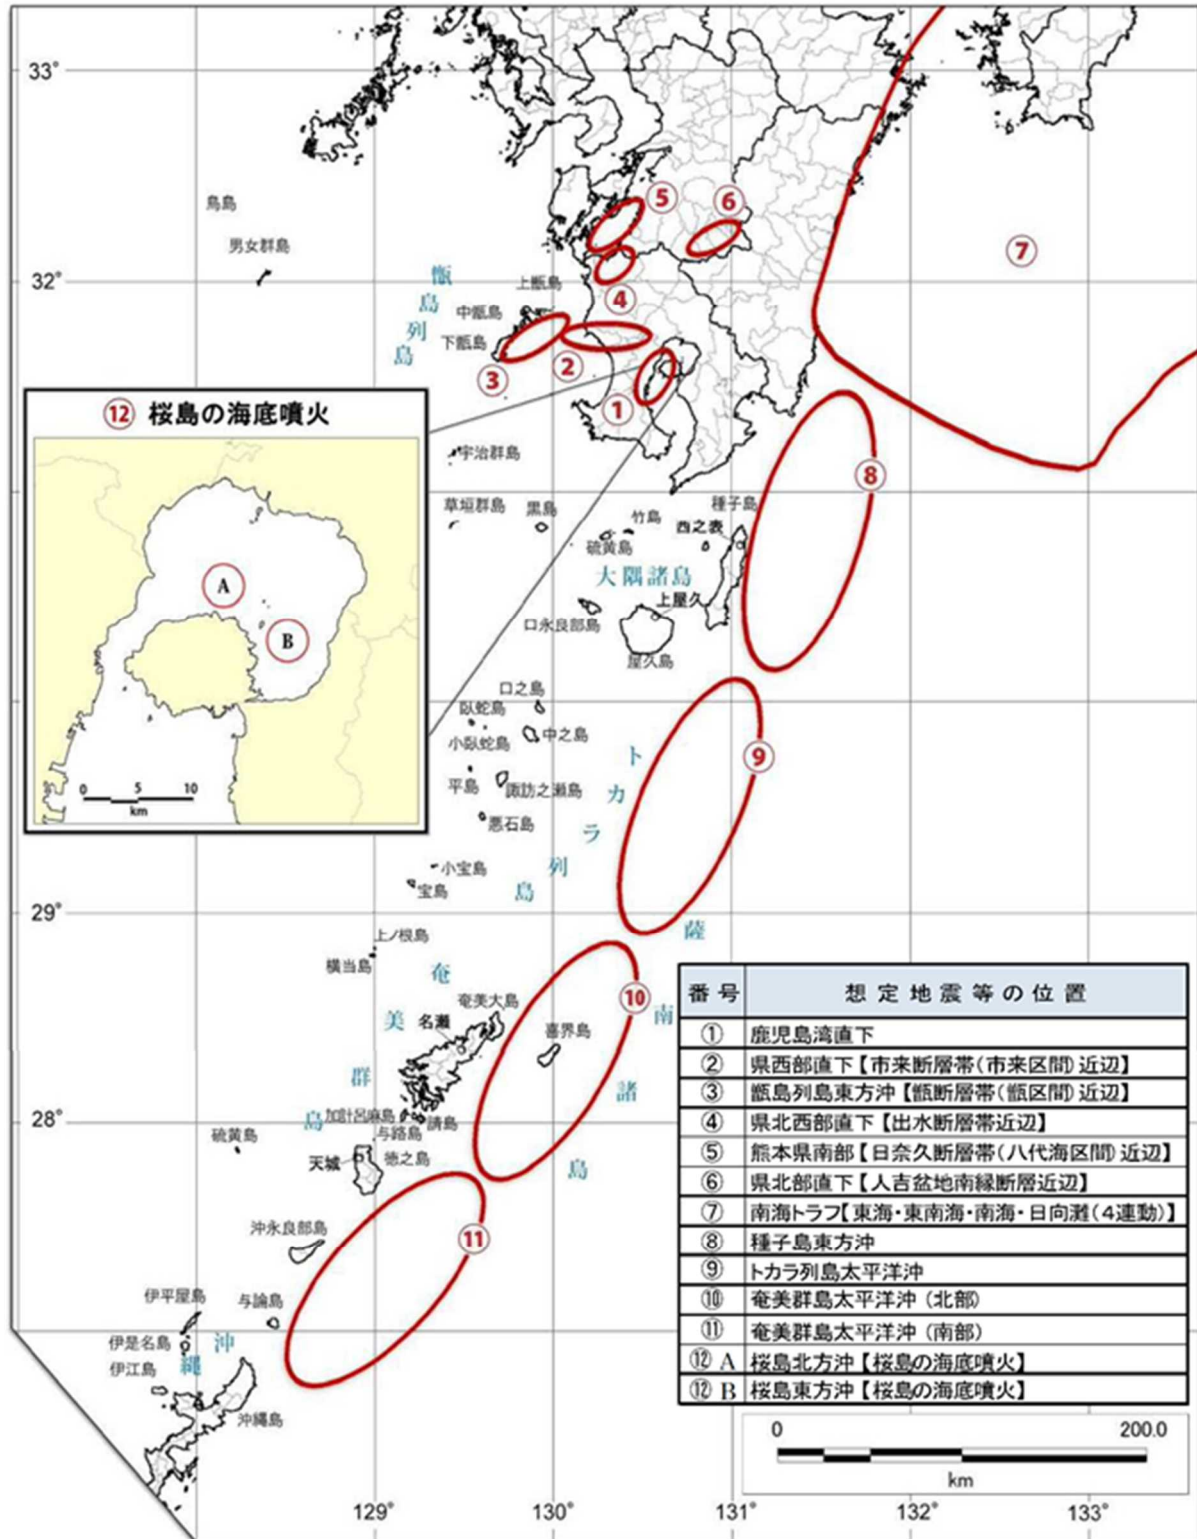 33°
鳥島
男女群島
32°
甑島列島
上甑島
中甑島
下甑島
⑤
⑥
⑦
④
③
②
①
⑫ 桜島の海底噴火
A
B
0 5 10
km
宇治群島
草垣群島
黒島
竹島
硫黄島
種子島
西之表
大隅諸島
上屋久
口永良部島
屋久島
⑧
口之島
臥蛇島
小臥蛇島
中之島
平島
諏訪之瀬島
悪石島
小宝島
宝島
トカラ列島
⑨
29°
上ノ根島
横当島
奄美群島
奄美大島
名瀬
喜界島
⑩
薩南諸島
28°
加計呂麻島
請島
与路島
硫黄島
天城
徳之島
沖永良部島
⑪
伊平屋島
与論島
伊是名島
伊江島
沖縄
沖縄島
番号 想定地震等の位置
① 鹿児島湾直下
② 県西部直下【市来断層帯(市来区間)近辺】
③ 甑島列島東方沖【甑断層帯(甑区間)近辺】
④ 県北西部直下【出水断層帯近辺】
⑤ 熊本県南部【日奈久断層帯(八代海区間)近辺】
⑥ 県北部直下【人吉盆地南縁断層近辺】
⑦ 南海トラフ【東海・東南海・南海・日向灘(4連動)】
⑧ 種子島東方沖
⑨ トカラ列島太平洋沖
⑩ 奄美群島太平洋沖(北部)
⑪ 奄美群島太平洋沖(南部)
⑫ A 桜島北方沖【桜島の海底噴火】
⑫ B 桜島東方沖【桜島の海底噴火】
0 200.0
km
129° 130° 131° 132° 133°